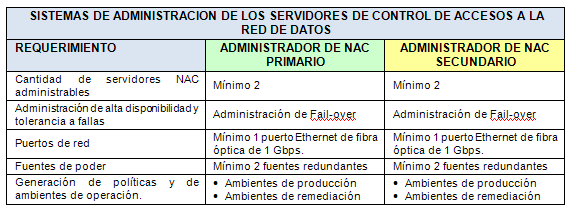 SISTEMAS DE ADMINISTRACION DE LOS SERVIDORES DE CONTROL DE ACCESOS A LA
RED DE DATOS
REQUERIMIENTO
ADMINISTRADOR DE NAC
PRIMARIO
ADMINISTRADOR DE NAC
SECUNDARIO
Cantidad de servidores NAC
administrables
Mínimo 2
Mínimo 2
Administración de alta disponibilidad y
tolerancia a fallas
Administración de Fail-over
Administración de Fail-over
Puertos de red
Mínimo 1 puerto Ethernet de fibra
óptica de 1 Gbps.
Mínimo 1 puerto Ethernet de fibra
óptica de 1 Gbps.
Fuentes de poder
Mínimo 2 fuentes redundantes
Mínimo 2 fuentes redundantes
Generación de políticas y de
ambientes de operación.
• Ambientes de producción
• Ambientes de remediación
• Ambientes de producción
• Ambientes de remediación